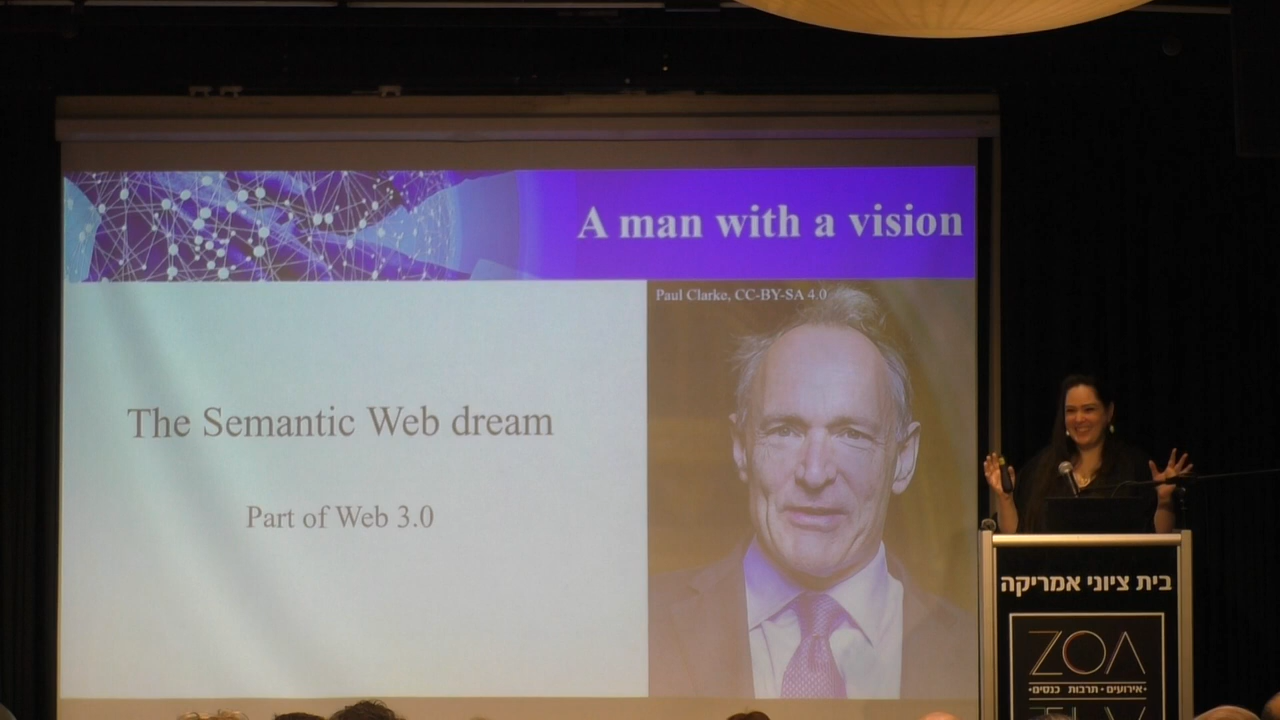 A man with a vision
Paul Clarke, CC-BY-SA 4.0
The Semantic Web dream
Part of Web 3.0
בית ציוני אמריקה
ZOA
•אירועים • תרבות כנסים•